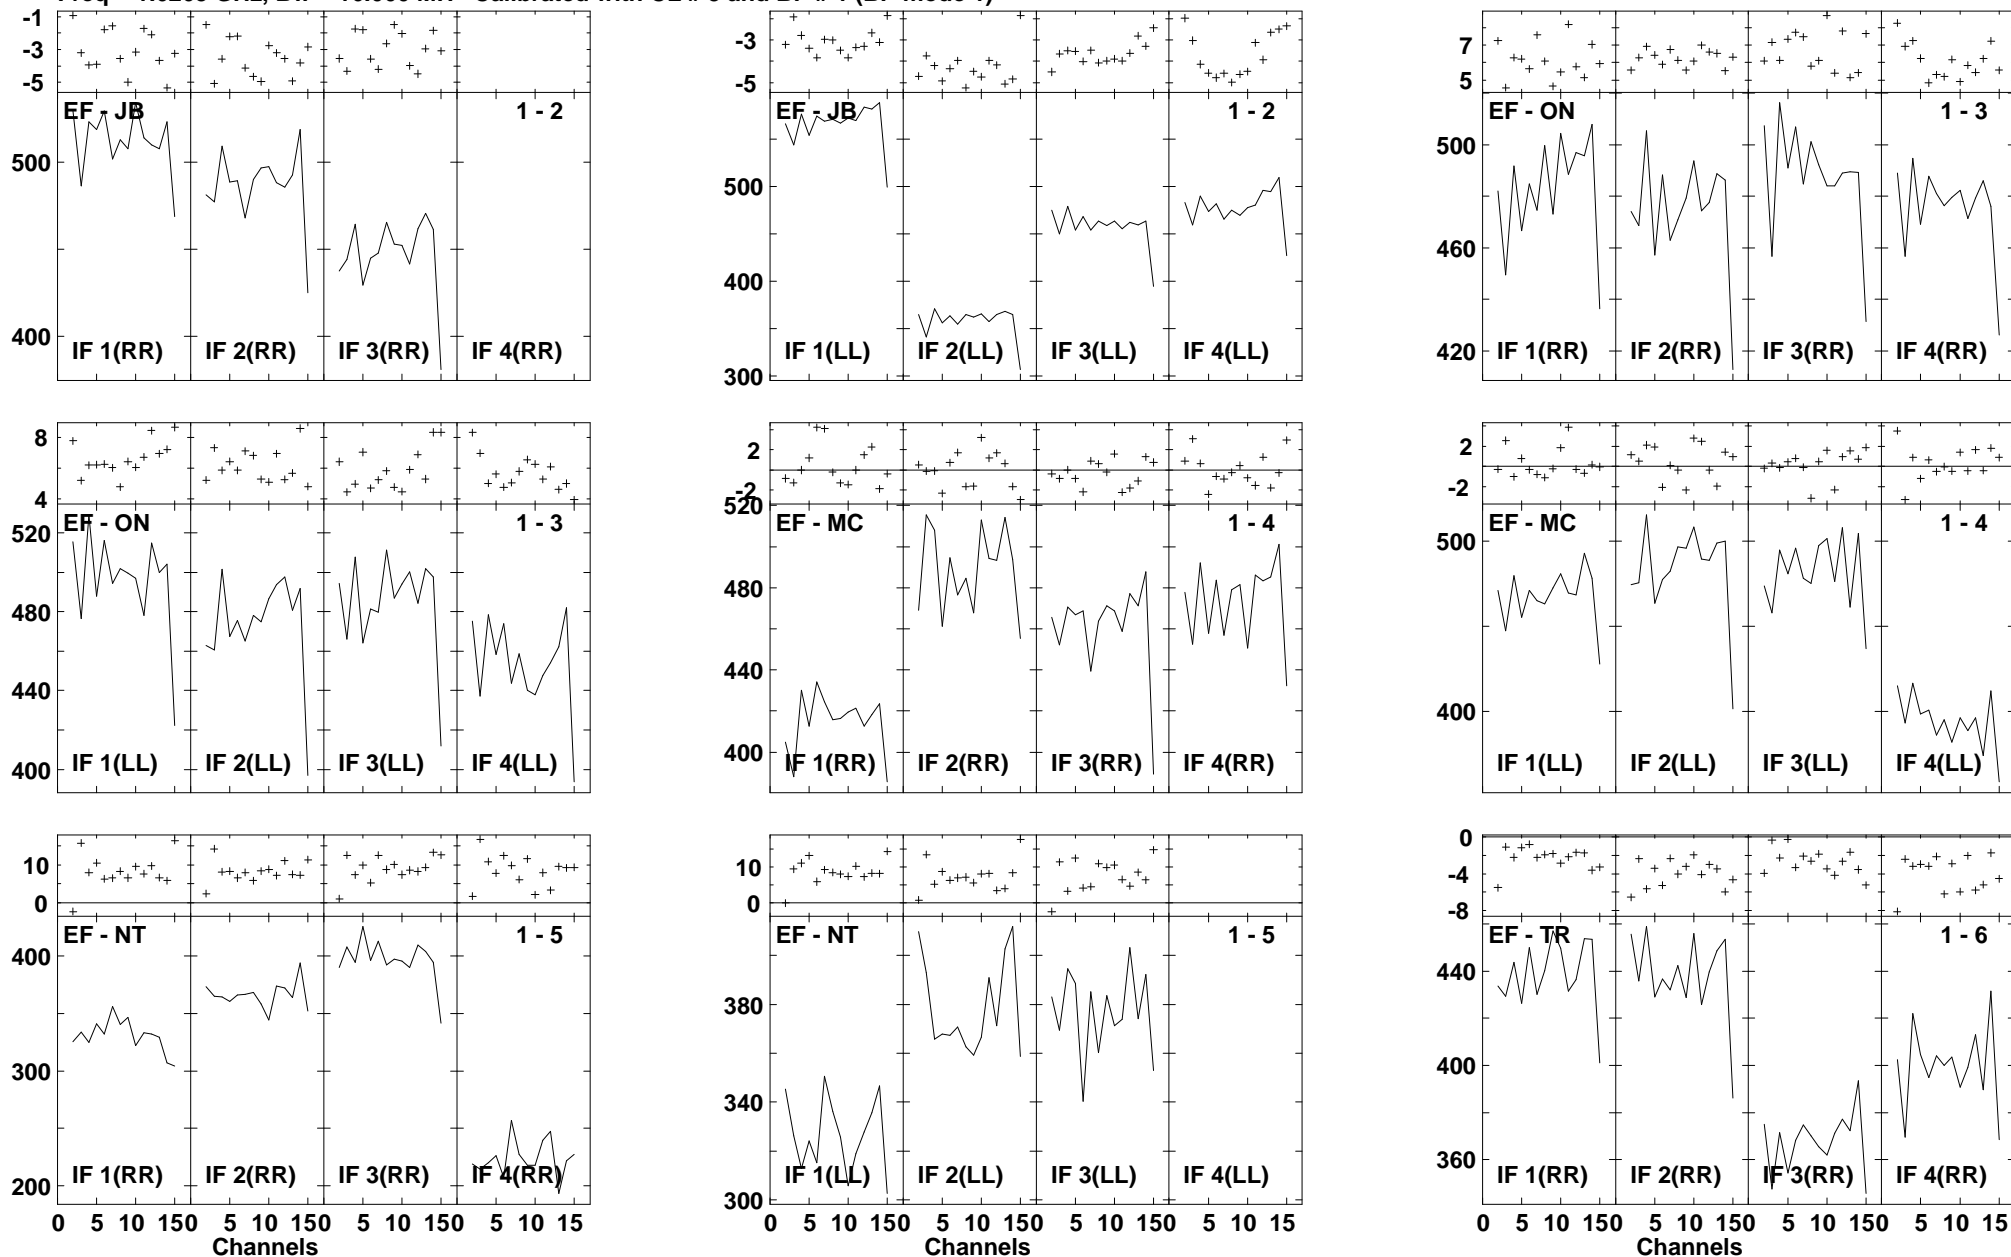 -1
-3
-5
EF - JB 1 - 2
500
400
IF 1(RR) IF 2(RR) IF 3(RR) IF 4(RR)
-3
-5
EF - JB 1 - 2
500
400
300
IF 1(LL) IF 2(LL) IF 3(LL) IF 4(LL)
7
5
EF - ON 1 - 3
500
460
420
IF 1(RR) IF 2(RR) IF 3(RR) IF 4(RR)
8
4
EF - ON 1 - 3
520
480
440
400
IF 1(LL) IF 2(LL) IF 3(LL) IF 4(LL)
2
-2
520
EF - MC 1 - 4
480
440
400
IF 1(RR) IF 2(RR) IF 3(RR) IF 4(RR)
2
-2
EF - MC 1 - 4
500
400
IF 1(LL) IF 2(LL) IF 3(LL) IF 4(LL)
10
0
EF - NT 1 - 5
400
300
200
IF 1(RR) IF 2(RR) IF 3(RR) IF 4(RR)
0 5 10 150 5 10 150 5 10 150 5 10 15
Channels
10
0
EF - NT 1 - 5
380
340
300
IF 1(LL) IF 2(LL) IF 3(LL) IF 4(LL)
0 5 10 150 5 10 150 5 10 150 5 10 15
Channels
0
-4
-8
EF - TR 1 - 6
440
400
360
IF 1(RR) IF 2(RR) IF 3(RR) IF 4(RR)
0 5 10 150 5 10 150 5 10 150 5 10 15
Channels